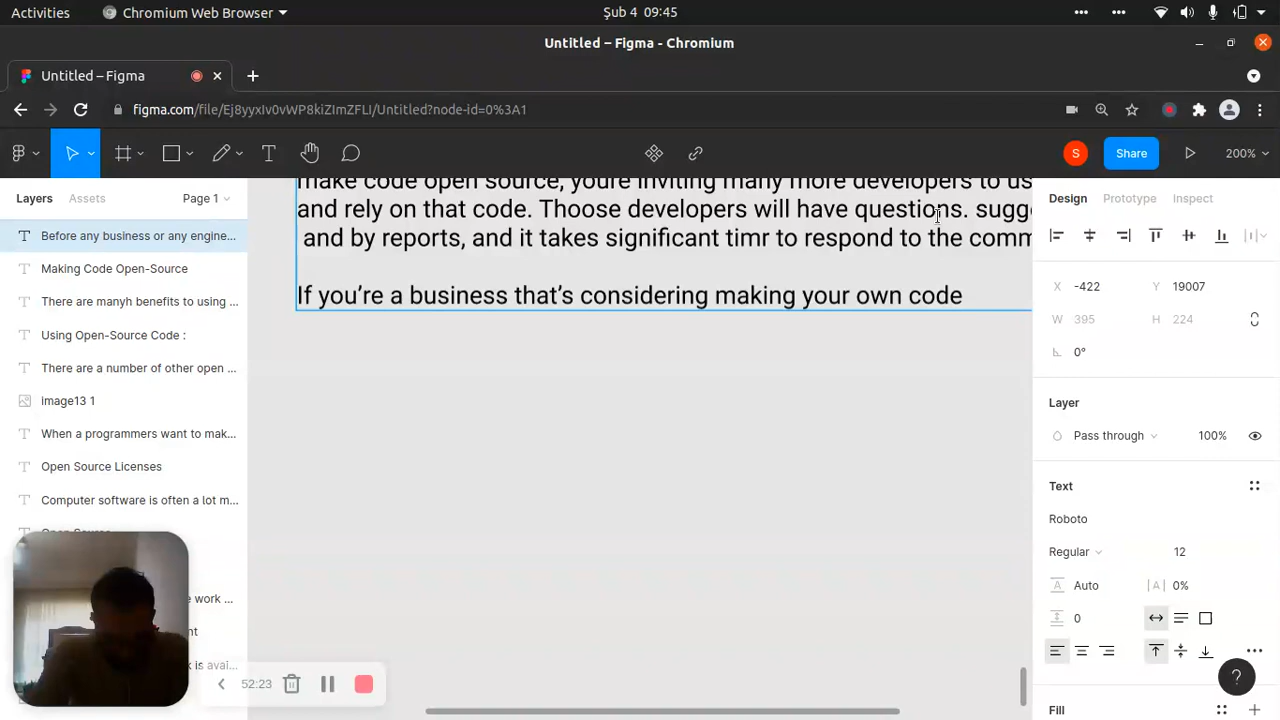 Activities Chromium Web Browser Şub 4 09:45
Untitled – Figma - Chromium
Untitled – Figma
figma.com/file/Ej8yyxIv0vWP8kiZImZFLI/Untitled?node-id=0%3A1
S Share 200%
Layers Assets Page 1
Before any business or any engine...
Making Code Open-Source
There are manyh benefits to using ...
Using Open-Source Code :
There are a number of other open ...
image13 1
When a programmers want to mak...
Open Source Licenses
Computer software is often a lot m...
Open Source
e work ...
nt
k is avai...
make code open source, you're inviting many more developers to us
and rely on that code. Thoose developers will have questions. sugge
and by reports, and it takes significant timr to respond to the comm
If you're a business that's considering making your own code
52:23
Design Prototype Inspect
X -422 Y 19007
W 395 H 224
0°
Layer
Pass through 100%
Text
Roboto
Regular 12
A Auto |A| 0%
0
?
Fill